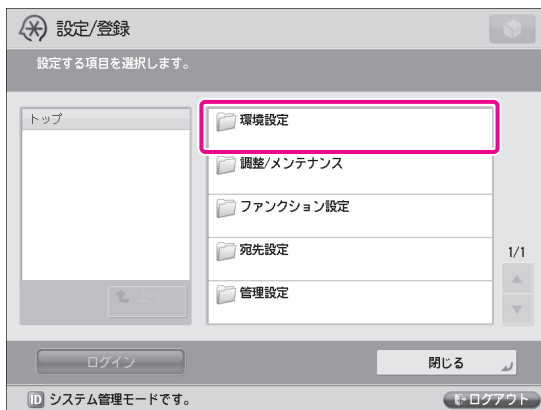 設定/登録
設定する項目を選択します。
トップ
環境設定
調整/メンテナンス
ファンクション設定
宛先設定
管理設定
1/1
上へ
ログイン
閉じる
ID システム管理モードです。
ログアウト